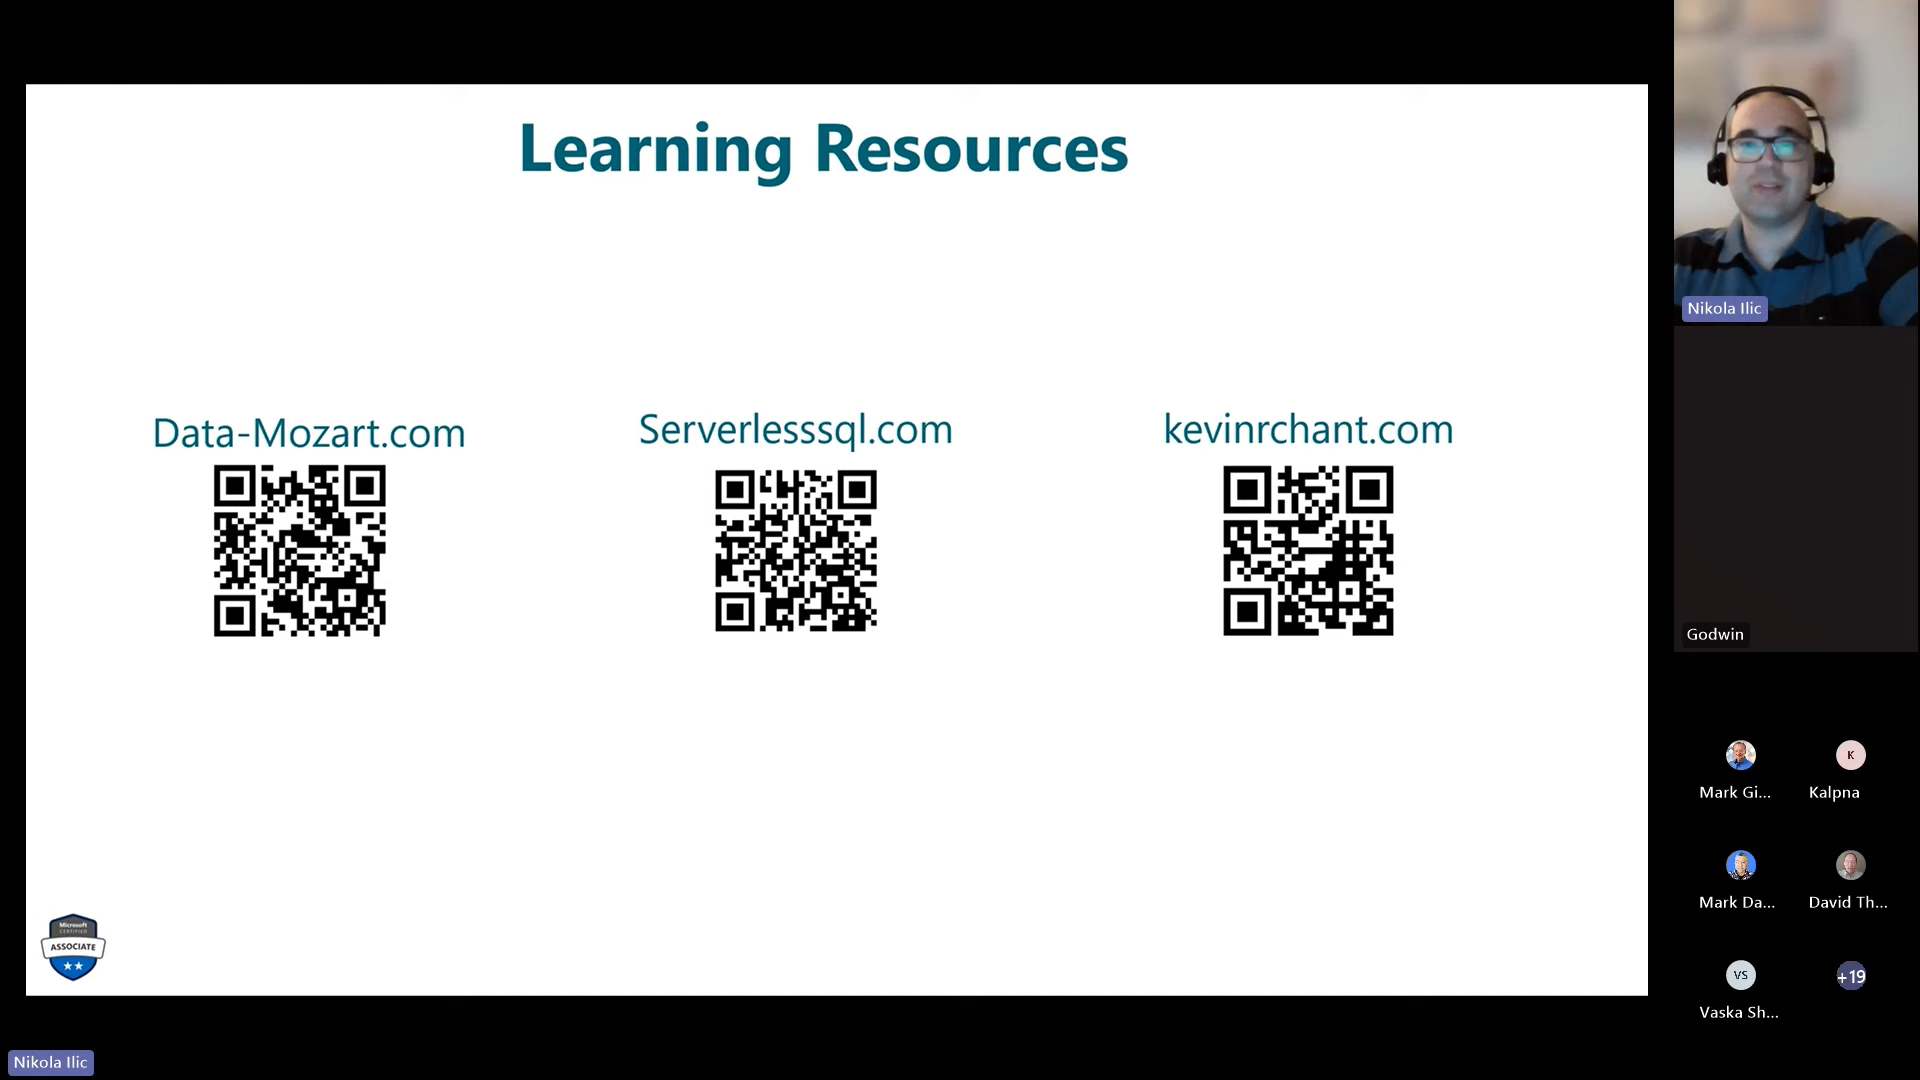 Learning Resources
Data-Mozart.com
Serverlesssql.com
kevinrchant.com
Microsoft
CERTIFIED
ASSOCIATE
Nikola Ilic
Godwin
Mark Gi...
K
Kalpna
Mark Da...
David Th...
VS
+19
Vaska Sh...
Nikola Ilic